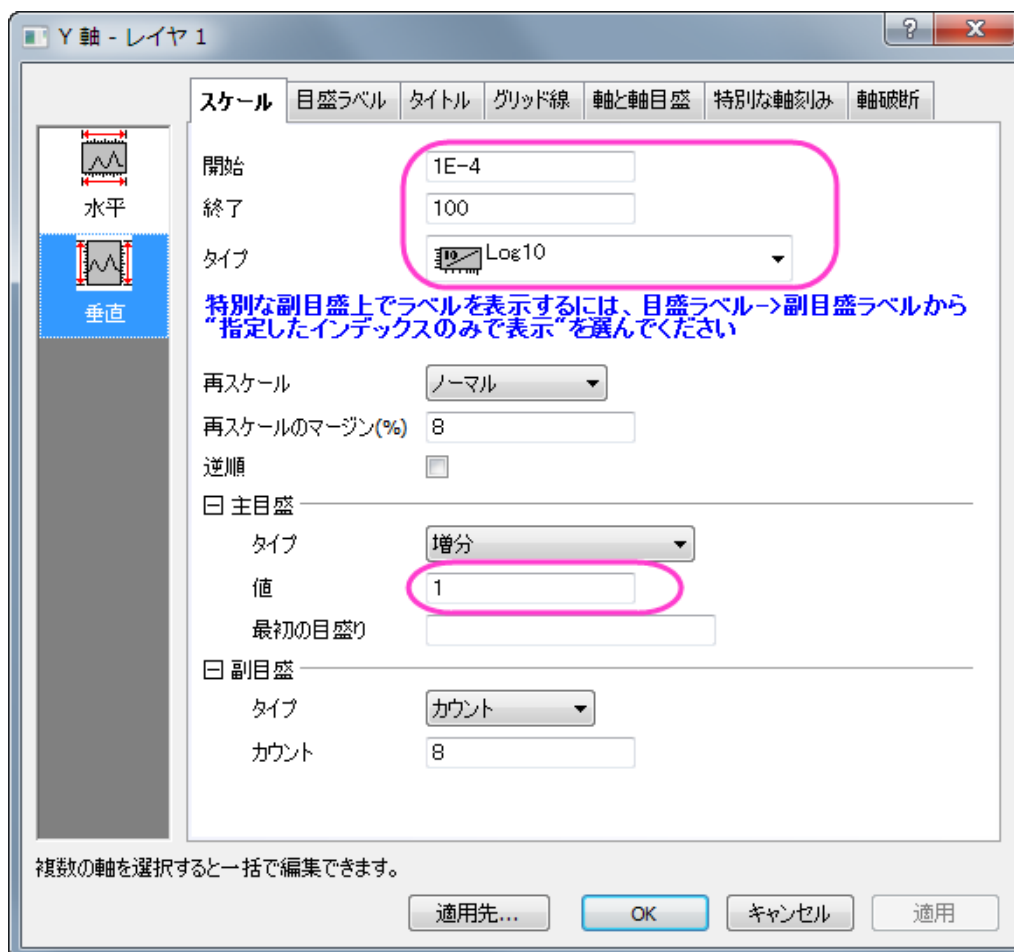 Y 軸 - レイヤ 1
スケール 目盛ラベル タイトル グリッド線 軸と軸目盛 特別な軸刻み 軸破断
水平
垂直
開始 1E-4
終了 100
タイプ 10 Log10
特別な副目盛上でラベルを表示するには、目盛ラベル->副目盛ラベルから
"指定したインデックスのみで表示"を選んでください
再スケール ノーマル
再スケールのマージン(%) 8
逆順
主目盛
タイプ 増分
値 1
最初の目盛り
副目盛
タイプ カウント
カウント 8
複数の軸を選択すると一括で編集できます。
適用先... OK キャンセル 適用